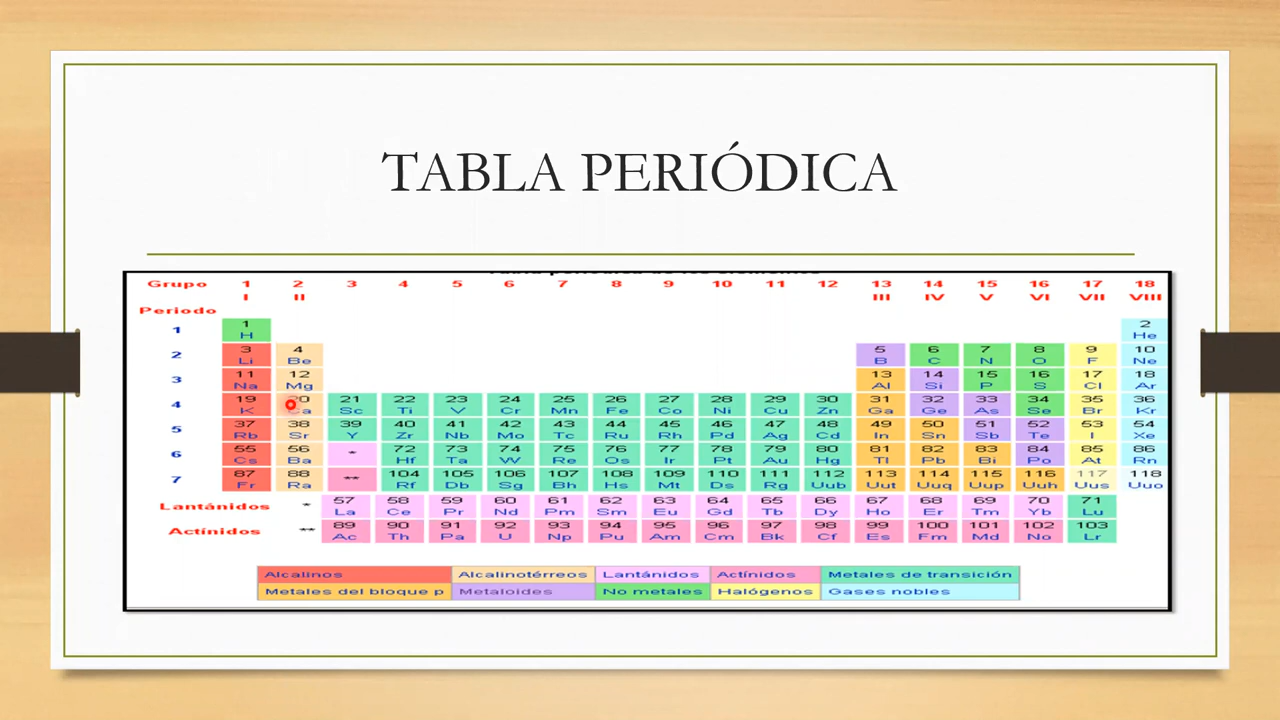 TABLA PERIÓDICA
Grupo 1 2 3 4 5 6 7 8 9 10 11 12 13 14 15 16 17 18
I II III IV V VI VII VIII
Periodo
1 1 2
H He
2 3 4 5 6 7 8 9 10
Li Be B C N O F Ne
3 11 12 13 14 15 16 17 18
Na Mg Al Si P S Cl Ar
4 19 21 22 23 24 25 26 27 28 29 30 31 32 33 34 35 36
K Sc Ti V Cr Mn Fe Co Ni Cu Zn Ga Ge As Se Br Kr
5 37 38 39 40 41 42 43 44 45 46 47 48 49 50 51 52 53 54
Rb Sr Y Zr Nb Mo Tc Ru Rh Pd Ag Cd In Sn Sb Te I Xe
6 55 56 * 72 73 74 75 76 77 78 79 80 81 82 83 84 85 86
Cs Ba Hf Ta W Re Os Ir Pt Au Hg Tl Pb Bi Po At Rn
7 87 88 ** 104 105 106 107 108 109 110 111 112 113 114 115 116 117 118
Fr Ra Rf Db Sg Bh Hs Mt Ds Rg Uub Uut Uuq Uup Uuh Uus Uuo
Lantánidos * 57 58 59 60 61 62 63 64 65 66 67 68 69 70 71
La Ce Pr Nd Pm Sm Eu Gd Tb Dy Ho Er Tm Yb Lu
Actínidos ** 89 90 91 92 93 94 95 96 97 98 99 100 101 102 103
Ac Th Pa U Np Pu Am Cm Bk Cf Es Fm Md No Lr
Alcalinos Alcalinotérreos Lantánidos Actínidos Metales de transición
Metales del bloque p Metaloides No metales Halógenos Gases nobles